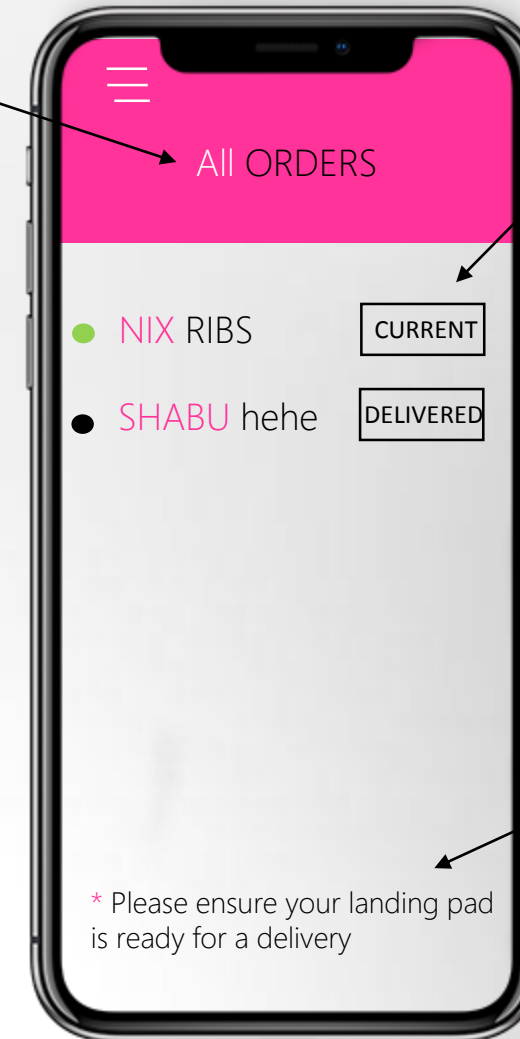 All ORDERS
NIX RIBS CURRENT
SHABU hehe DELIVERED
* Please ensure your landing pad
is ready for a delivery